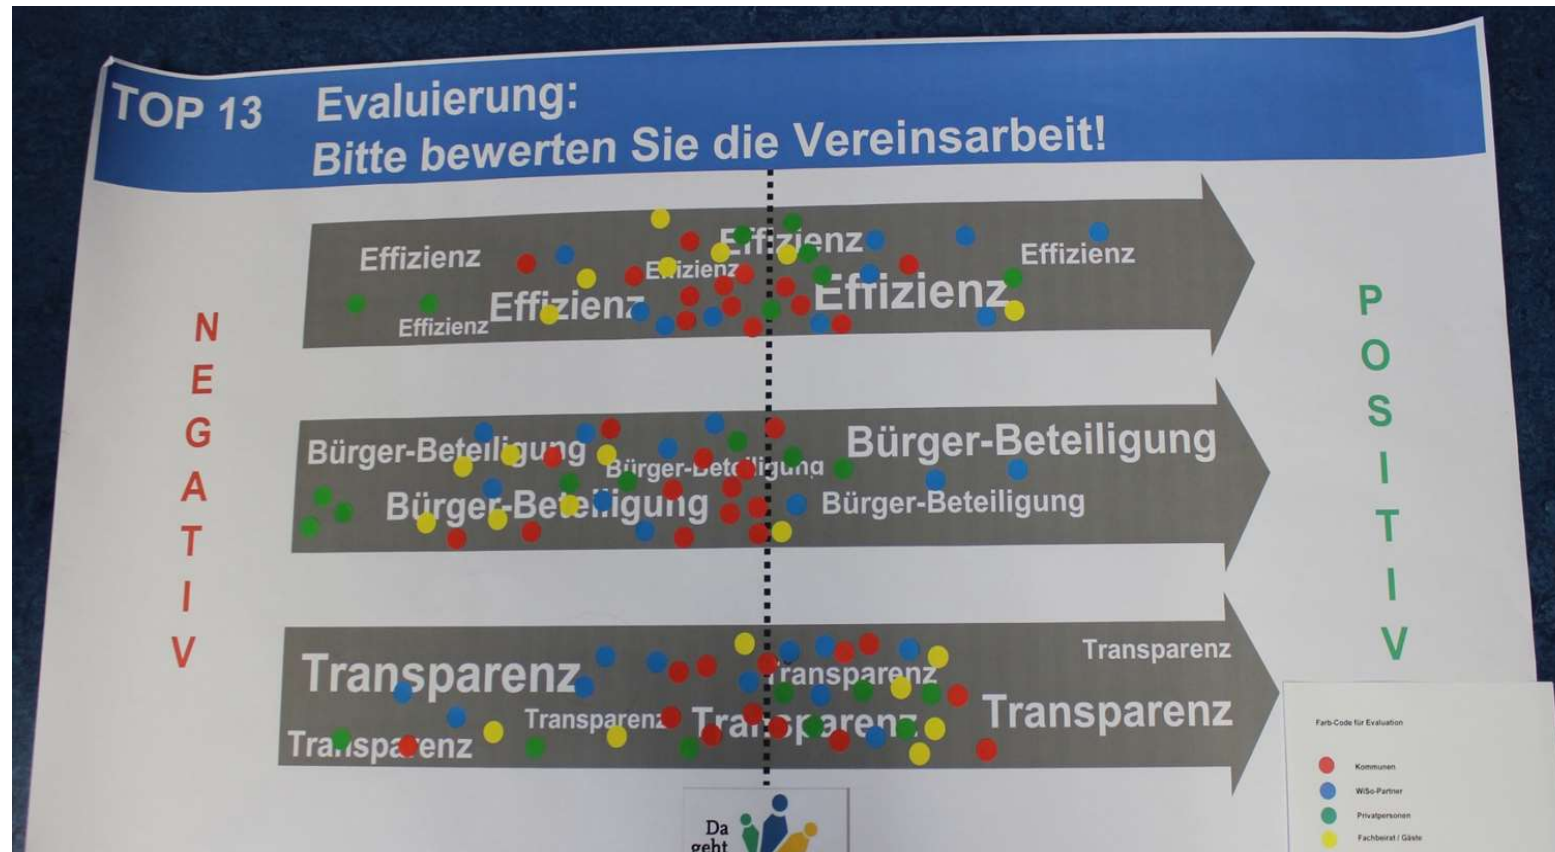 TOP 13 Evaluierung:
Bitte bewerten Sie die Vereinsarbeit!
NEGATIV
POSITIV
Effizienz
Effizienz
Effizienz
Effizienz
Effizienz
Effizienz
Effizienz
Bürger-Beteiligung
Bürger-Beteiligung
Bürger-Beteiligung
Bürger-Beteiligung
Bürger-Beteiligung
Transparenz
Transparenz
Transparenz
Transparenz
Transparenz
Transparenz
Transparenz
Da
geht
Farb-Code für Evaluation
Kommunen
WiSo-Partner
Privatpersonen
Fachbeirat / Gäste